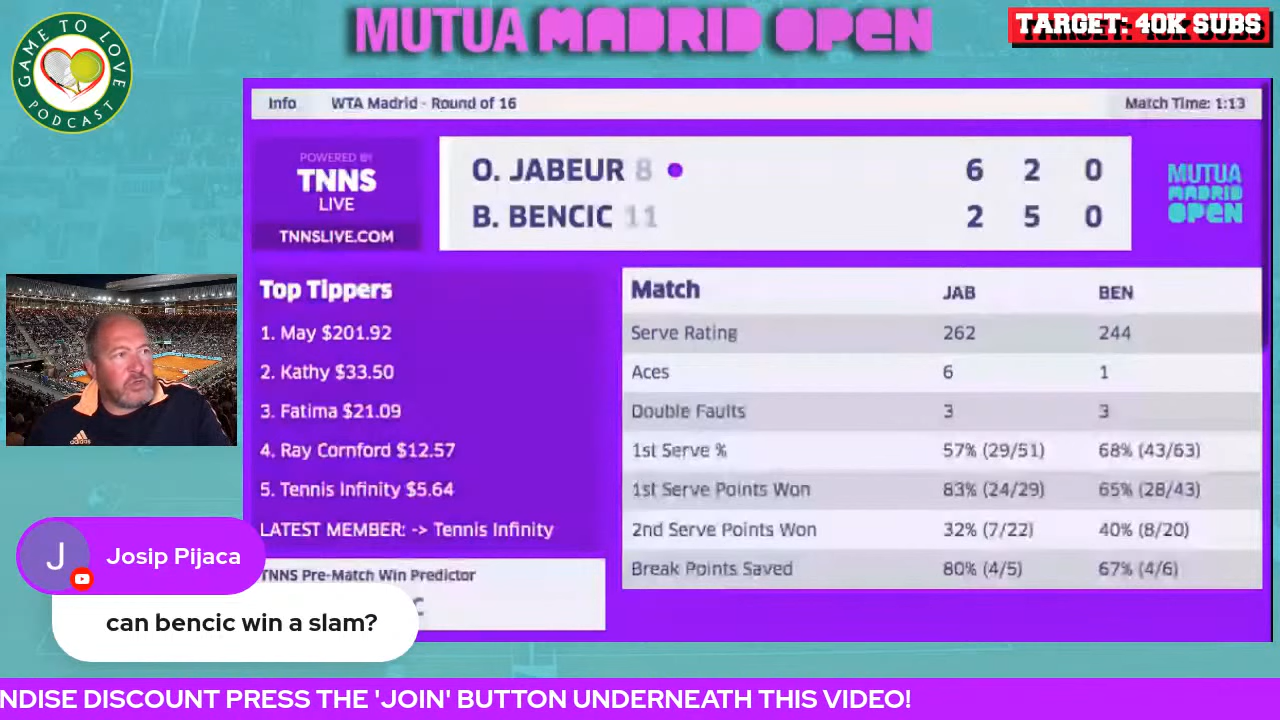 GAME TO LOVE
PODCAST
MUTUA MADRID OPEN
TARGET: 40K SUBS
Info WTA Madrid - Round of 16 Match Time: 1:13
POWERED BY
TNNS
LIVE
TNNSLIVE.COM
O. JABEUR 8 6 2 0
B. BENCIC 11 2 5 0
MUTUA
MADRID
OPEN
Top Tippers
1. May $201.92
2. Kathy $33.50
3. Fatima $21.09
4. Ray Cornford $12.57
5. Tennis Infinity $5.64
LATEST MEMBER: -> Tennis Infinity
TNNS Pre-Match Win Predictor
Match JAB BEN
Serve Rating 262 244
Aces 6 1
Double Faults 3 3
1st Serve % 57% (29/51) 68% (43/63)
1st Serve Points Won 83% (24/29) 65% (28/43)
2nd Serve Points Won 32% (7/22) 40% (8/20)
Break Points Saved 80% (4/5) 67% (4/6)
J Josip Pijaca
can bencic win a slam?
NDISE DISCOUNT PRESS THE 'JOIN' BUTTON UNDERNEATH THIS VIDEO!